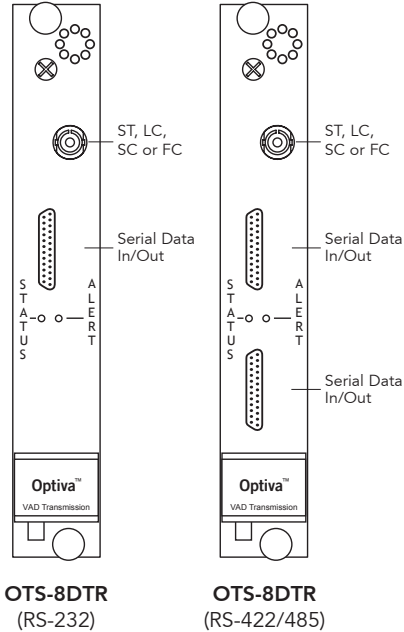 ST, LC,
SC or FC
Serial Data
In/Out
STATUS
ALERT
Optiva™
VAD Transmission
OTS-8DTR
(RS-232)
ST, LC,
SC or FC
Serial Data
In/Out
STATUS
ALERT
Serial Data
In/Out
Optiva™
VAD Transmission
OTS-8DTR
(RS-422/485)